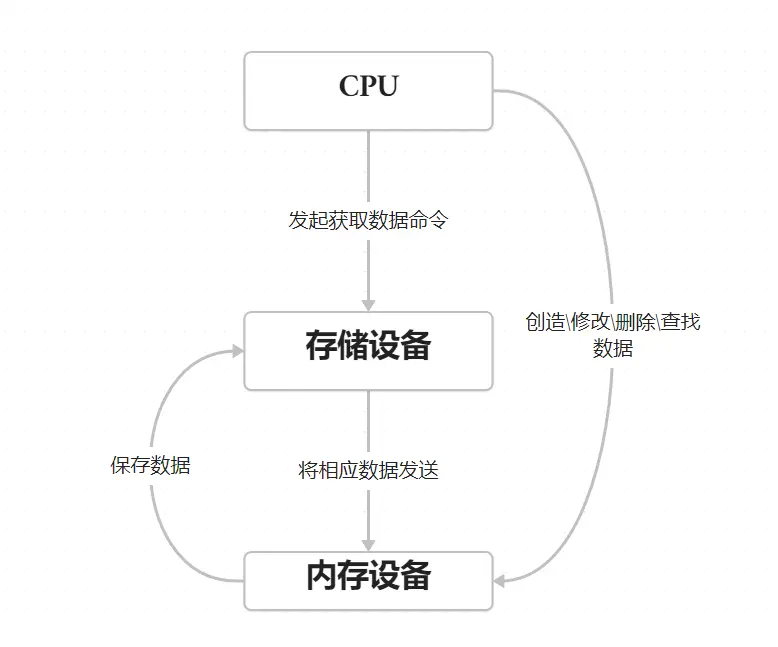 CPU
发起获取数据命令
存储设备
创造\修改\删除\查找
数据
保存数据
将相应数据发送
内存设备